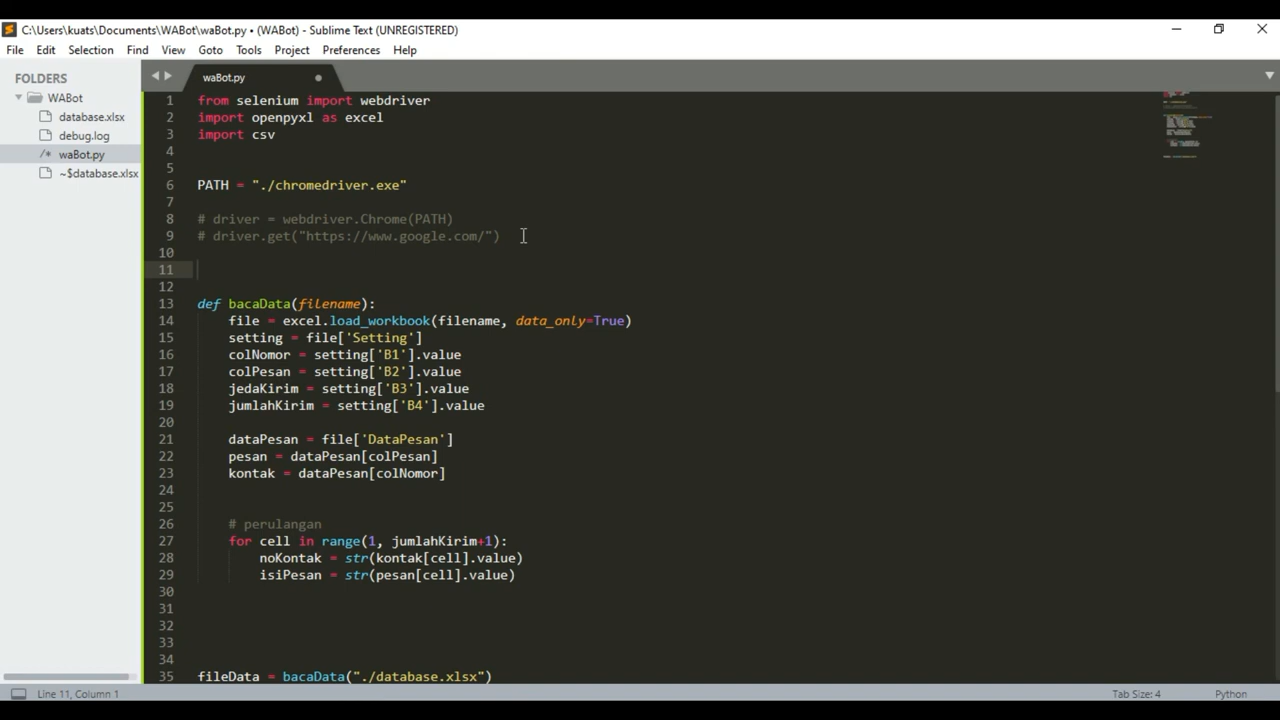 C:\Users\kuats\Documents\WABot\waBot.py • (WABot) - Sublime Text (UNREGISTERED)
File Edit Selection Find View Goto Tools Project Preferences Help
FOLDERS
WABot
database.xlsx
debug.log
/* waBot.py
~$database.xlsx
waBot.py
1 from selenium import webdriver
2 import openpyxl as excel
3 import csv
4
5
6 PATH = "./chromedriver.exe"
7
8 # driver = webdriver.Chrome(PATH)
9 # driver.get("https://www.google.com/")
10
11
12
13 def bacaData(filename):
14 file = excel.load_workbook(filename, data_only=True)
15 setting = file['Setting']
16 colNomor = setting['B1'].value
17 colPesan = setting['B2'].value
18 jedaKirim = setting['B3'].value
19 jumlahKirim = setting['B4'].value
20
21 dataPesan = file['DataPesan']
22 pesan = dataPesan[colPesan]
23 kontak = dataPesan[colNomor]
24
25
26 # perulangan
27 for cell in range(1, jumlahKirim+1):
28 noKontak = str(kontak[cell].value)
29 isiPesan = str(pesan[cell].value)
30
31
32
33
34
35 fileData = bacaData("./database.xlsx")
Line 11, Column 1
Tab Size: 4
Python